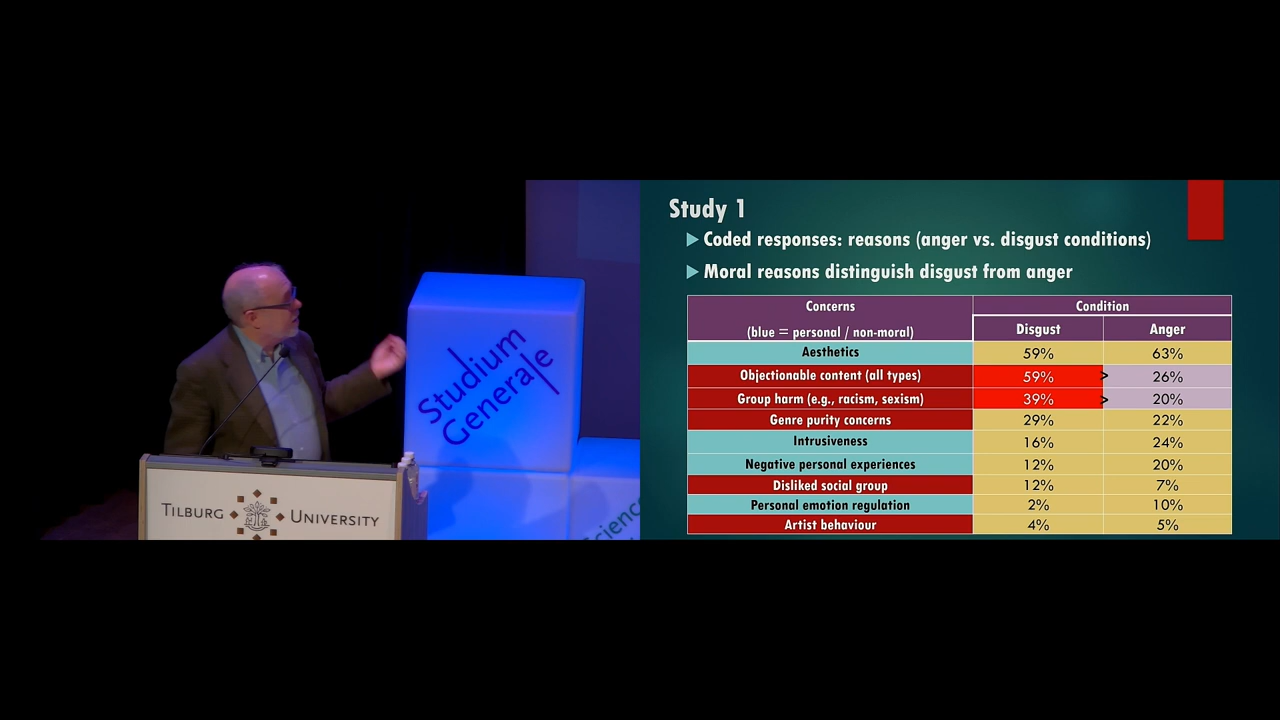 Studium
Generale
TILBURG UNIVERSITY
Science
Study 1
Coded responses: reasons (anger vs. disgust conditions)
Moral reasons distinguish disgust from anger
Concerns
(blue = personal / non-moral)
Condition
Disgust Anger
Aesthetics 59% 63%
Objectionable content (all types) 59% > 26%
Group harm (e.g., racism, sexism) 39% > 20%
Genre purity concerns 29% 22%
Intrusiveness 16% 24%
Negative personal experiences 12% 20%
Disliked social group 12% 7%
Personal emotion regulation 2% 10%
Artist behaviour 4% 5%